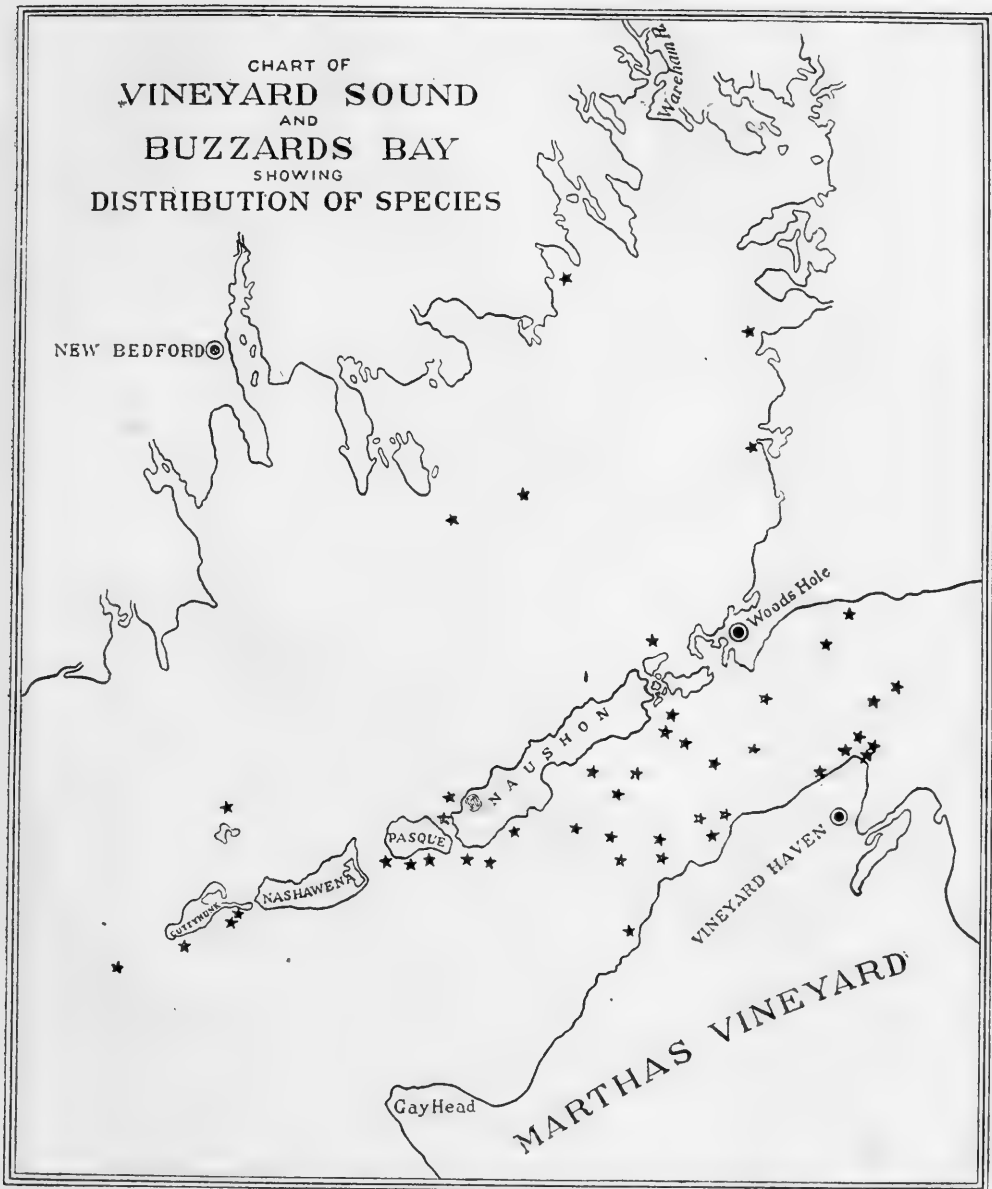 CHART OF
VINEYARD SOUND
AND
BUZZARDS BAY
SHOWING
DISTRIBUTION OF SPECIES
Wareham R.
NEW BEDFORD
Woods Hole
NAUSHON
PASQUE
NASHAWENA
CUTTYHUNK
VINEYARD HAVEN
MARTHAS VINEYARD
Gay Head